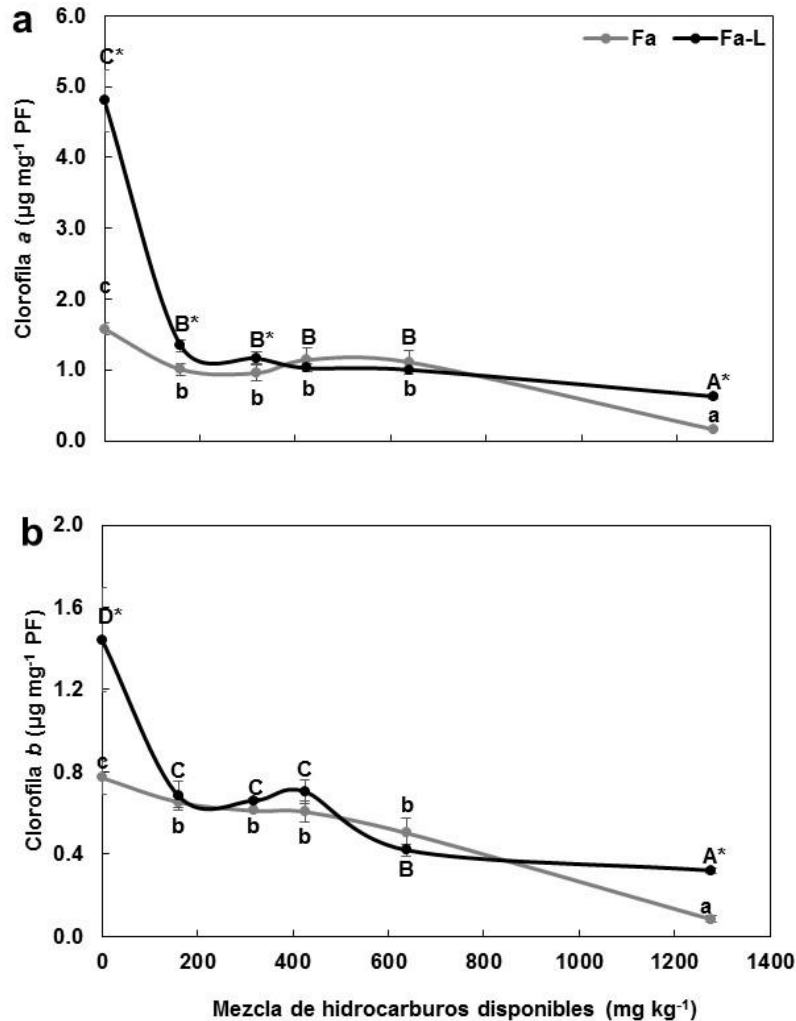 a
6.0
Fa Fa-L
C*
5.0
4.0
Clorofila a (µg mg⁻¹ PF)
3.0
2.0
c
B* B* B B
1.0
b b b b
A*
a
0.0
b
2.0
1.6
D*
Clorofila b (µg mg⁻¹ PF)
1.2
0.8
c
C C C
b b b
b
B
0.4
A*
a
0.0
0 200 400 600 800 1000 1200 1400
Mezcla de hidrocarburos disponibles (mg kg⁻¹)